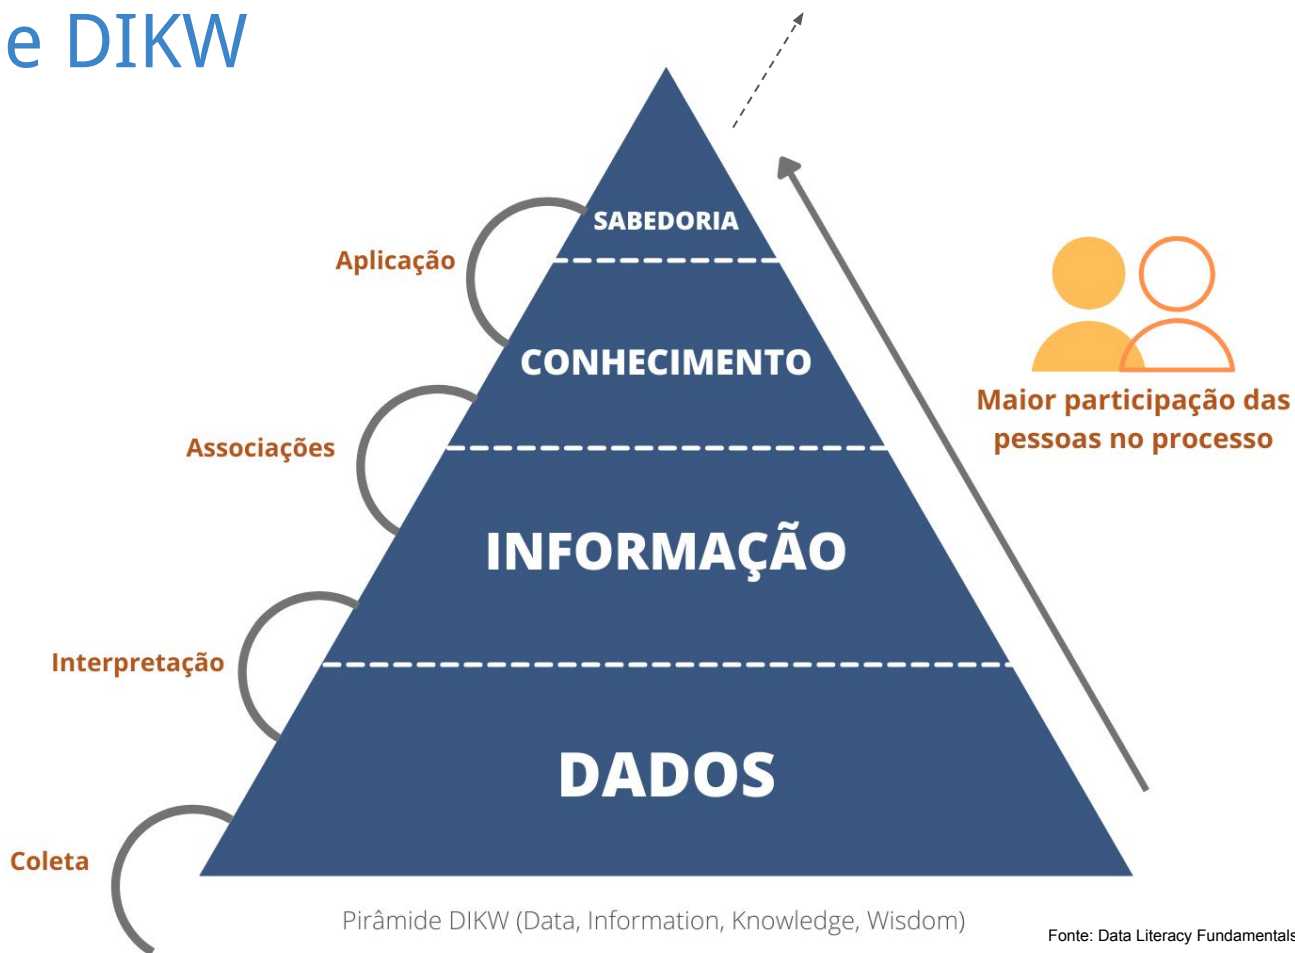 e DIKW
SABEDORIA
Aplicação
CONHECIMENTO
Maior participação das
pessoas no processo
Associações
INFORMAÇÃO
Interpretação
DADOS
Coleta
Pirâmide DIKW (Data, Information, Knowledge, Wisdom)
Fonte: Data Literacy Fundamentals